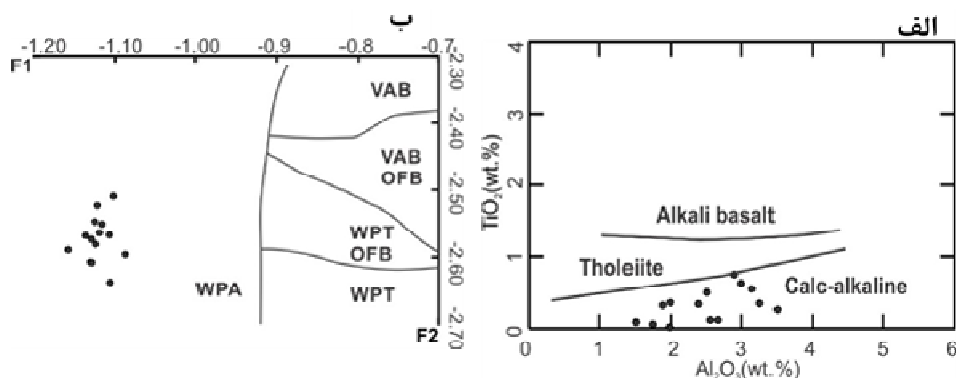 ب
-1.20 -1.10 -1.00 -0.9 -0.8 -0.7
F1
-2.30
-2.40
-2.50
-2.60
-2.70
F2
VAB
VAB
OFB
WPT
OFB
WPT
WPA
الف
TiO2(wt.%)
4
3
2
1
0
Alkali basalt
Tholeiite
Calc-alkaline
0 1 2 3 4 5 6
Al2O3(wt.%)